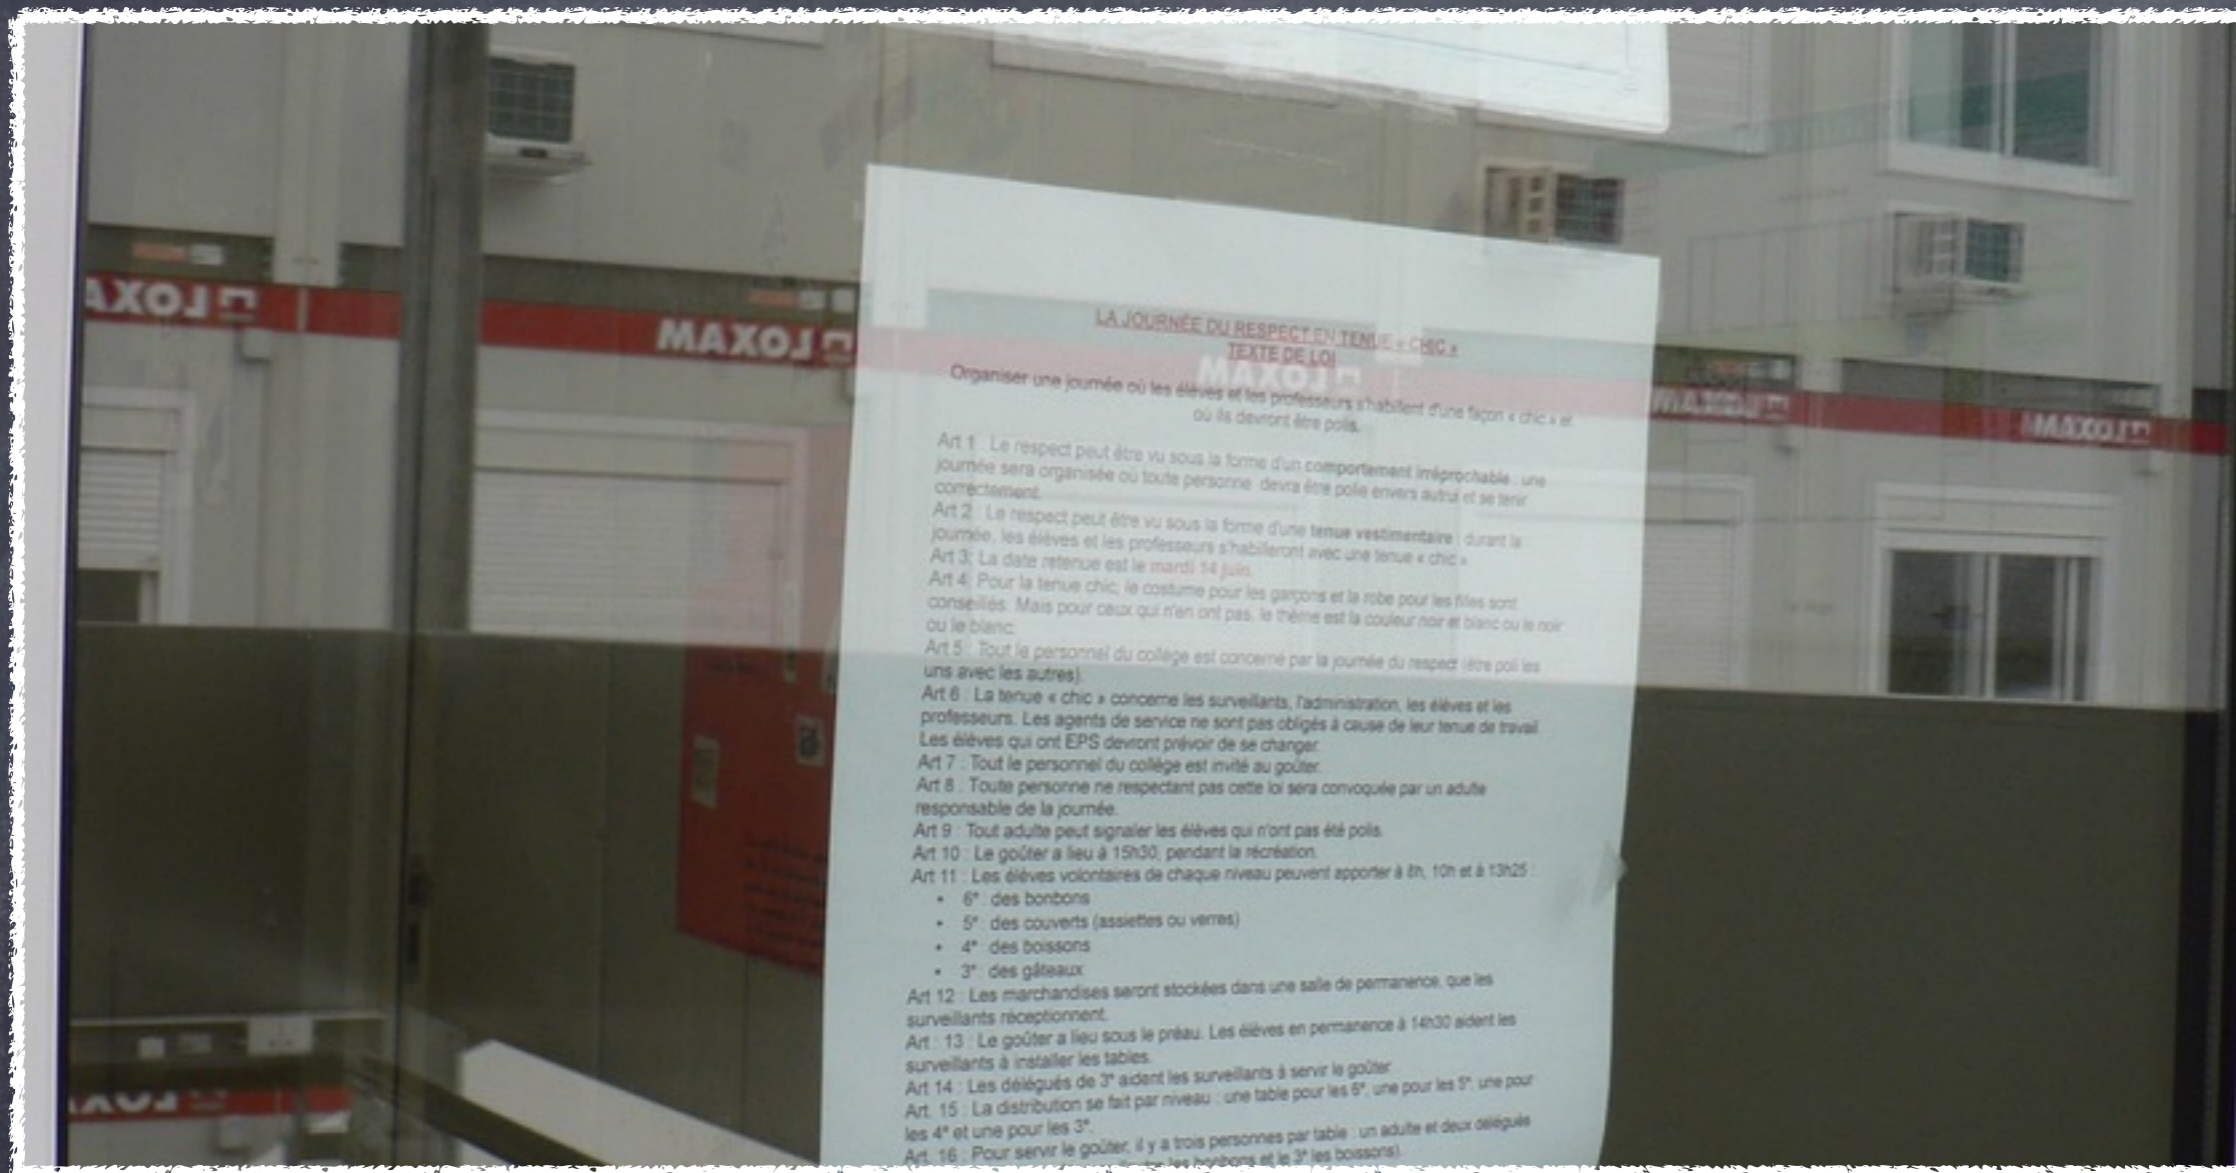 LA JOURNÉE DU RESPECT EN TENUE « CHIC »
TEXTE DE LOI
Organiser une journée où les élèves et les professeurs s'habillent d'une façon « chic » et
où ils devront être polis.
Art 1 : Le respect peut être vu sous la forme d'un comportement irréprochable : une
journée sera organisée où toute personne devra être polie envers autrui et se tenir
correctement.
Art 2 : Le respect peut être vu sous la forme d'une tenue vestimentaire : durant la
journée, les élèves et les professeurs s'habilleront avec une tenue « chic ».
Art 3: La date retenue est le mardi 14 juin.
Art 4: Pour la tenue chic, le costume pour les garçons et la robe pour les filles sont
conseillés. Mais pour ceux qui n'en ont pas, le thème est la couleur noir et blanc ou le noir
ou le blanc.
Art 5 : Tout le personnel du collège est concerné par la journée du respect (être poli les
uns avec les autres).
Art 6 : La tenue « chic » concerne les surveillants, l'administration, les élèves et les
professeurs. Les agents de service ne sont pas obligés à cause de leur tenue de travail.
Les élèves qui ont EPS devront prévoir de se changer.
Art 7 : Tout le personnel du collège est invité au goûter.
Art 8 : Toute personne ne respectant pas cette loi sera convoquée par un adulte
responsable de la journée.
Art 9 : Tout adulte peut signaler les élèves qui n'ont pas été polis.
Art 10 : Le goûter a lieu à 15h30, pendant la récréation.
Art 11 : Les élèves volontaires de chaque niveau peuvent apporter à 8h, 10h et à 13h25 :
• 6° : des bonbons
• 5° : des couverts (assiettes ou verres)
• 4° : des boissons
• 3° : des gâteaux
Art 12 : Les marchandises seront stockées dans une salle de permanence, que les
surveillants réceptionnent.
Art : 13 : Le goûter a lieu sous le préau. Les élèves en permanence à 14h30 aident les
surveillants à installer les tables.
Art 14 : Les délégués de 3° aident les surveillants à servir le goûter.
Art. 15 : La distribution se fait par niveau : une table pour les 6°, une pour les 5°, une pour
les 4° et une pour les 3°.
Art. 16 : Pour servir le goûter, il y a trois personnes par table : un adulte et deux délégués
les bonbons et le 3° les boissons).
LOXAM
LOXAM
LOXAM
LOXAM
LOXAM
LOXAM